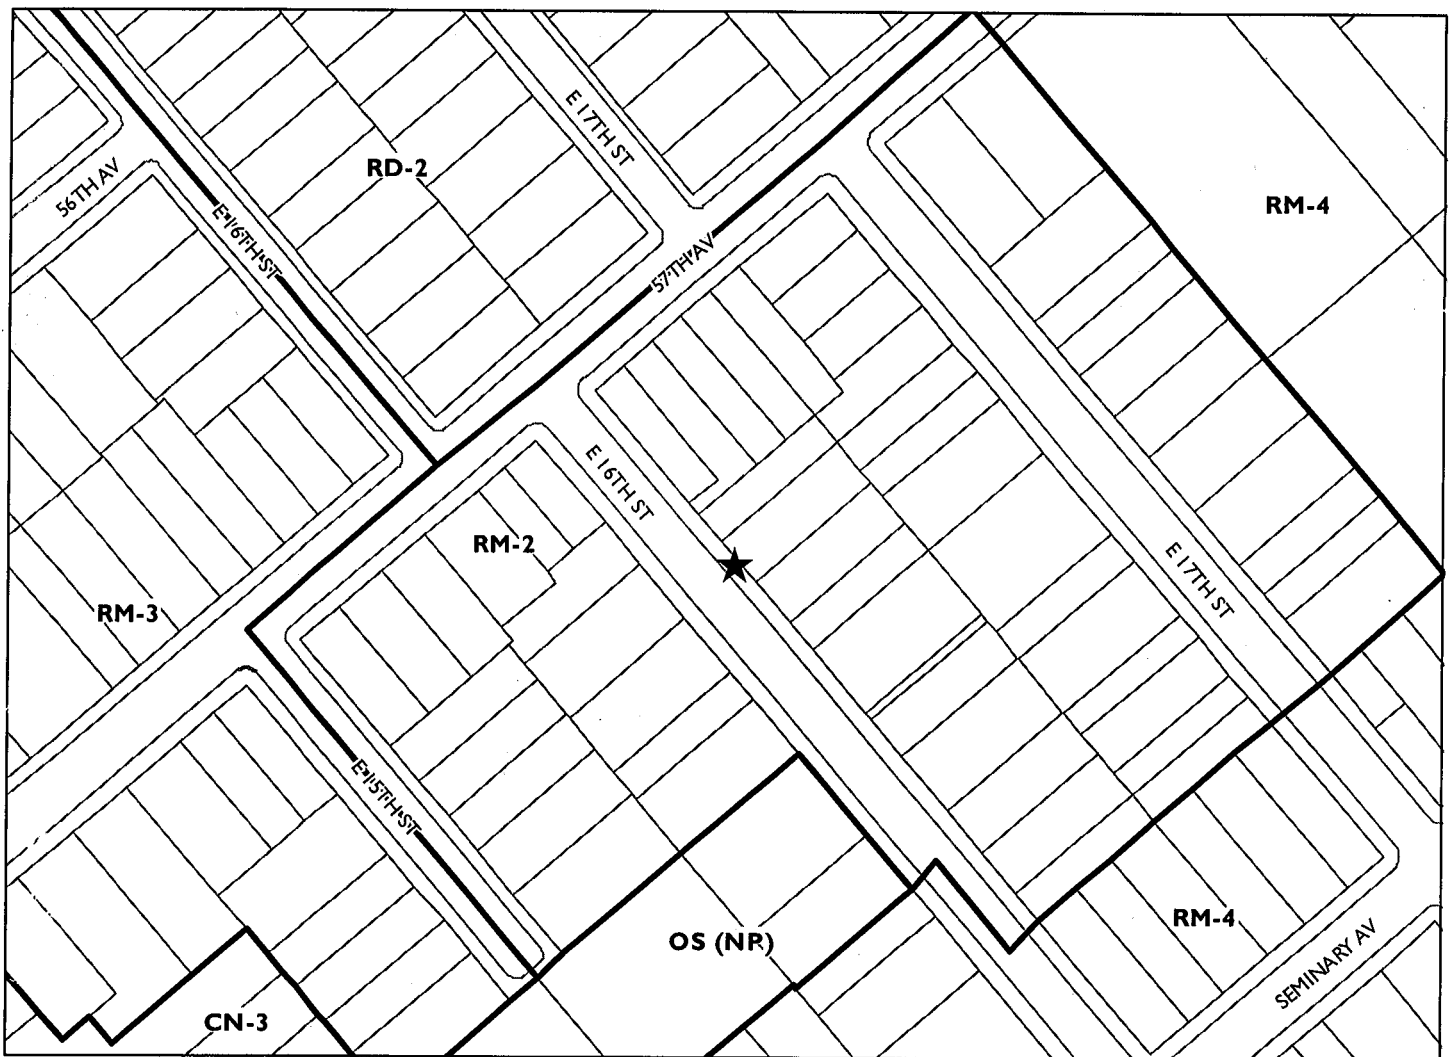 E 17TH ST
RD-2
56TH AV
E 16TH ST
RM-4
57TH AV
E 16TH ST
RM-2
E 17TH ST
RM-3
E 15TH ST
RM-4
OS (NR)
SEMINARY AV
CN-3